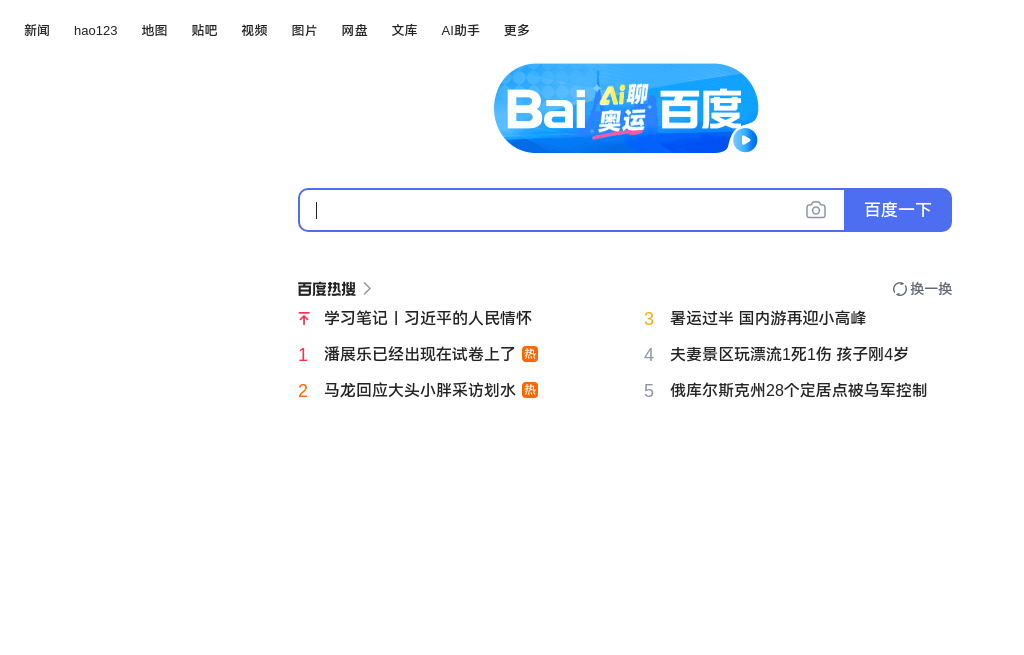 新闻 hao123 地图 贴吧 视频 图片 网盘 文库 AI助手 更多
Bai Ai聊奥运 百度
百度一下
百度热搜
换一换
学习笔记丨习近平的人民情怀
1 潘展乐已经出现在试卷上了 热
2 马龙回应大头小胖采访划水 热
3 暑运过半 国内游再迎小高峰
4 夫妻景区玩漂流1死1伤 孩子刚4岁
5 俄库尔斯克州28个定居点被乌军控制